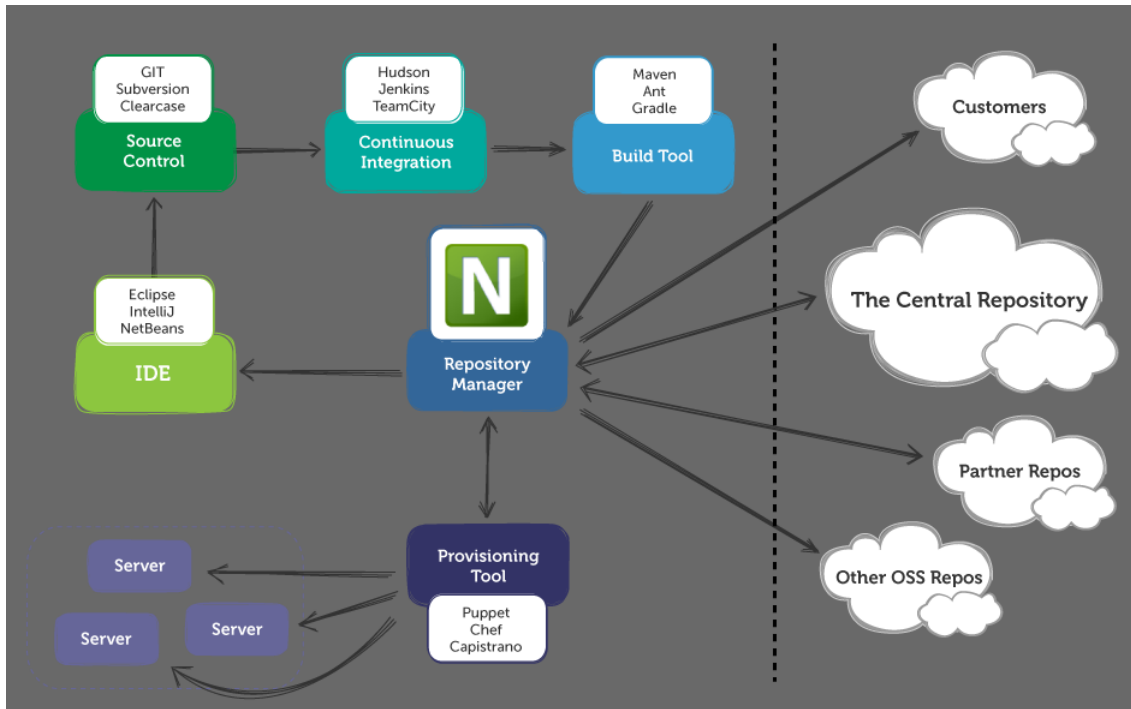 GIT
Subversion
Clearcase
Source
Control
Hudson
Jenkins
TeamCity
Continuous
Integration
Maven
Ant
Gradle
Build Tool
Customers
Eclipse
IntelliJ
NetBeans
IDE
N
Repository
Manager
The Central Repository
Partner Repos
Other OSS Repos
Provisioning
Tool
Puppet
Chef
Capistrano
Server
Server
Server